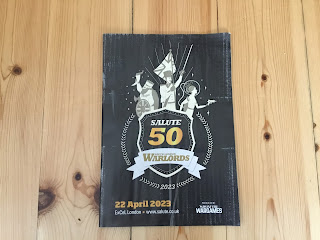 SALUTE
50
WARLORDS
2023
22 April 2023
ExCeL London • www.salute.co.uk
WARGAMES